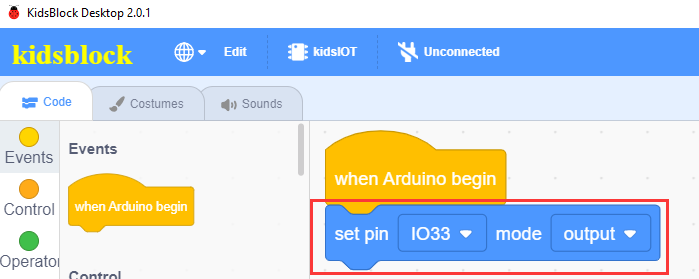 KidsBlock Desktop 2.0.1
kidsblock Edit kidsIOT Unconnected
Code Costumes Sounds
Events
Events
when Arduino begin
Control
Operator
Control
when Arduino begin
set pin IO33 mode output